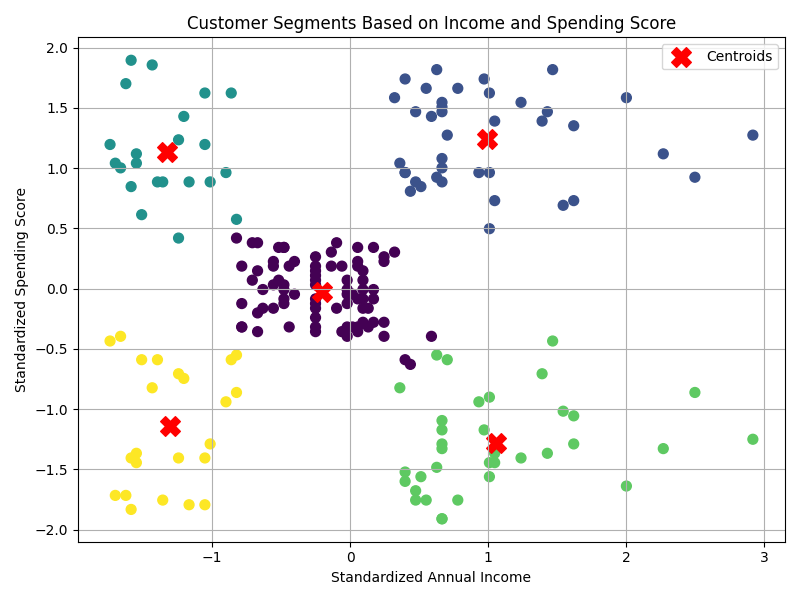 Customer Segments Based on Income and Spending Score
Centroids
2.0
1.5
1.0
0.5
0.0
−0.5
−1.0
−1.5
−2.0
Standardized Spending Score
−1 0 1 2 3
Standardized Annual Income